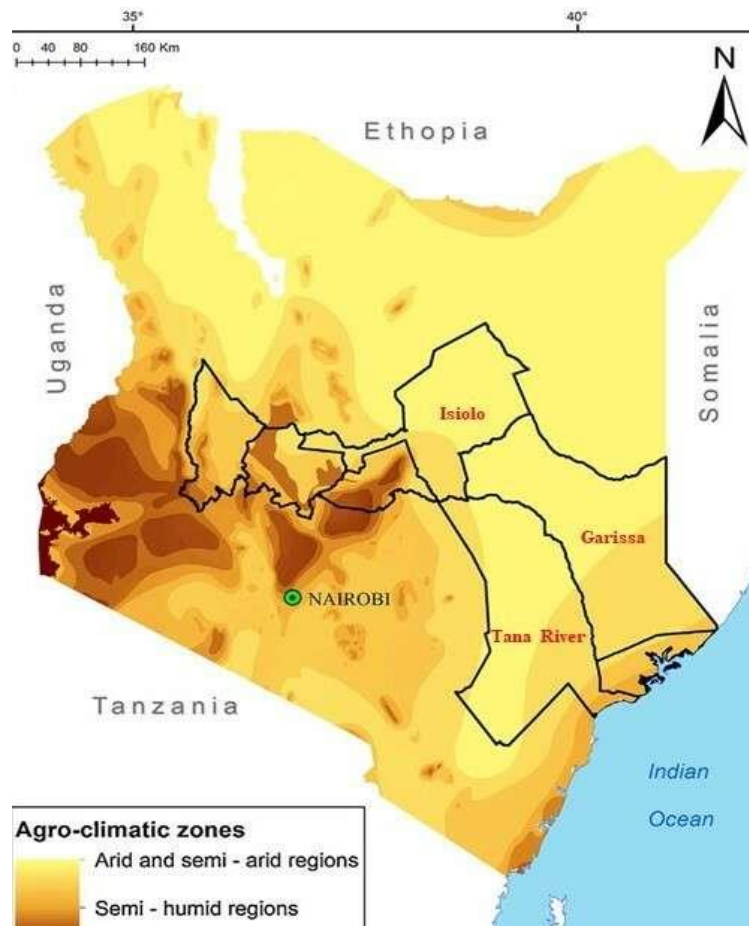 35°
40°
0 40 80 160 Km
N
Ethopia
Uganda
Somalia
Isiolo
Garissa
NAIROBI
Tana River
Tanzania
Indian
Ocean
Agro-climatic zones
Arid and semi - arid regions
Semi - humid regions